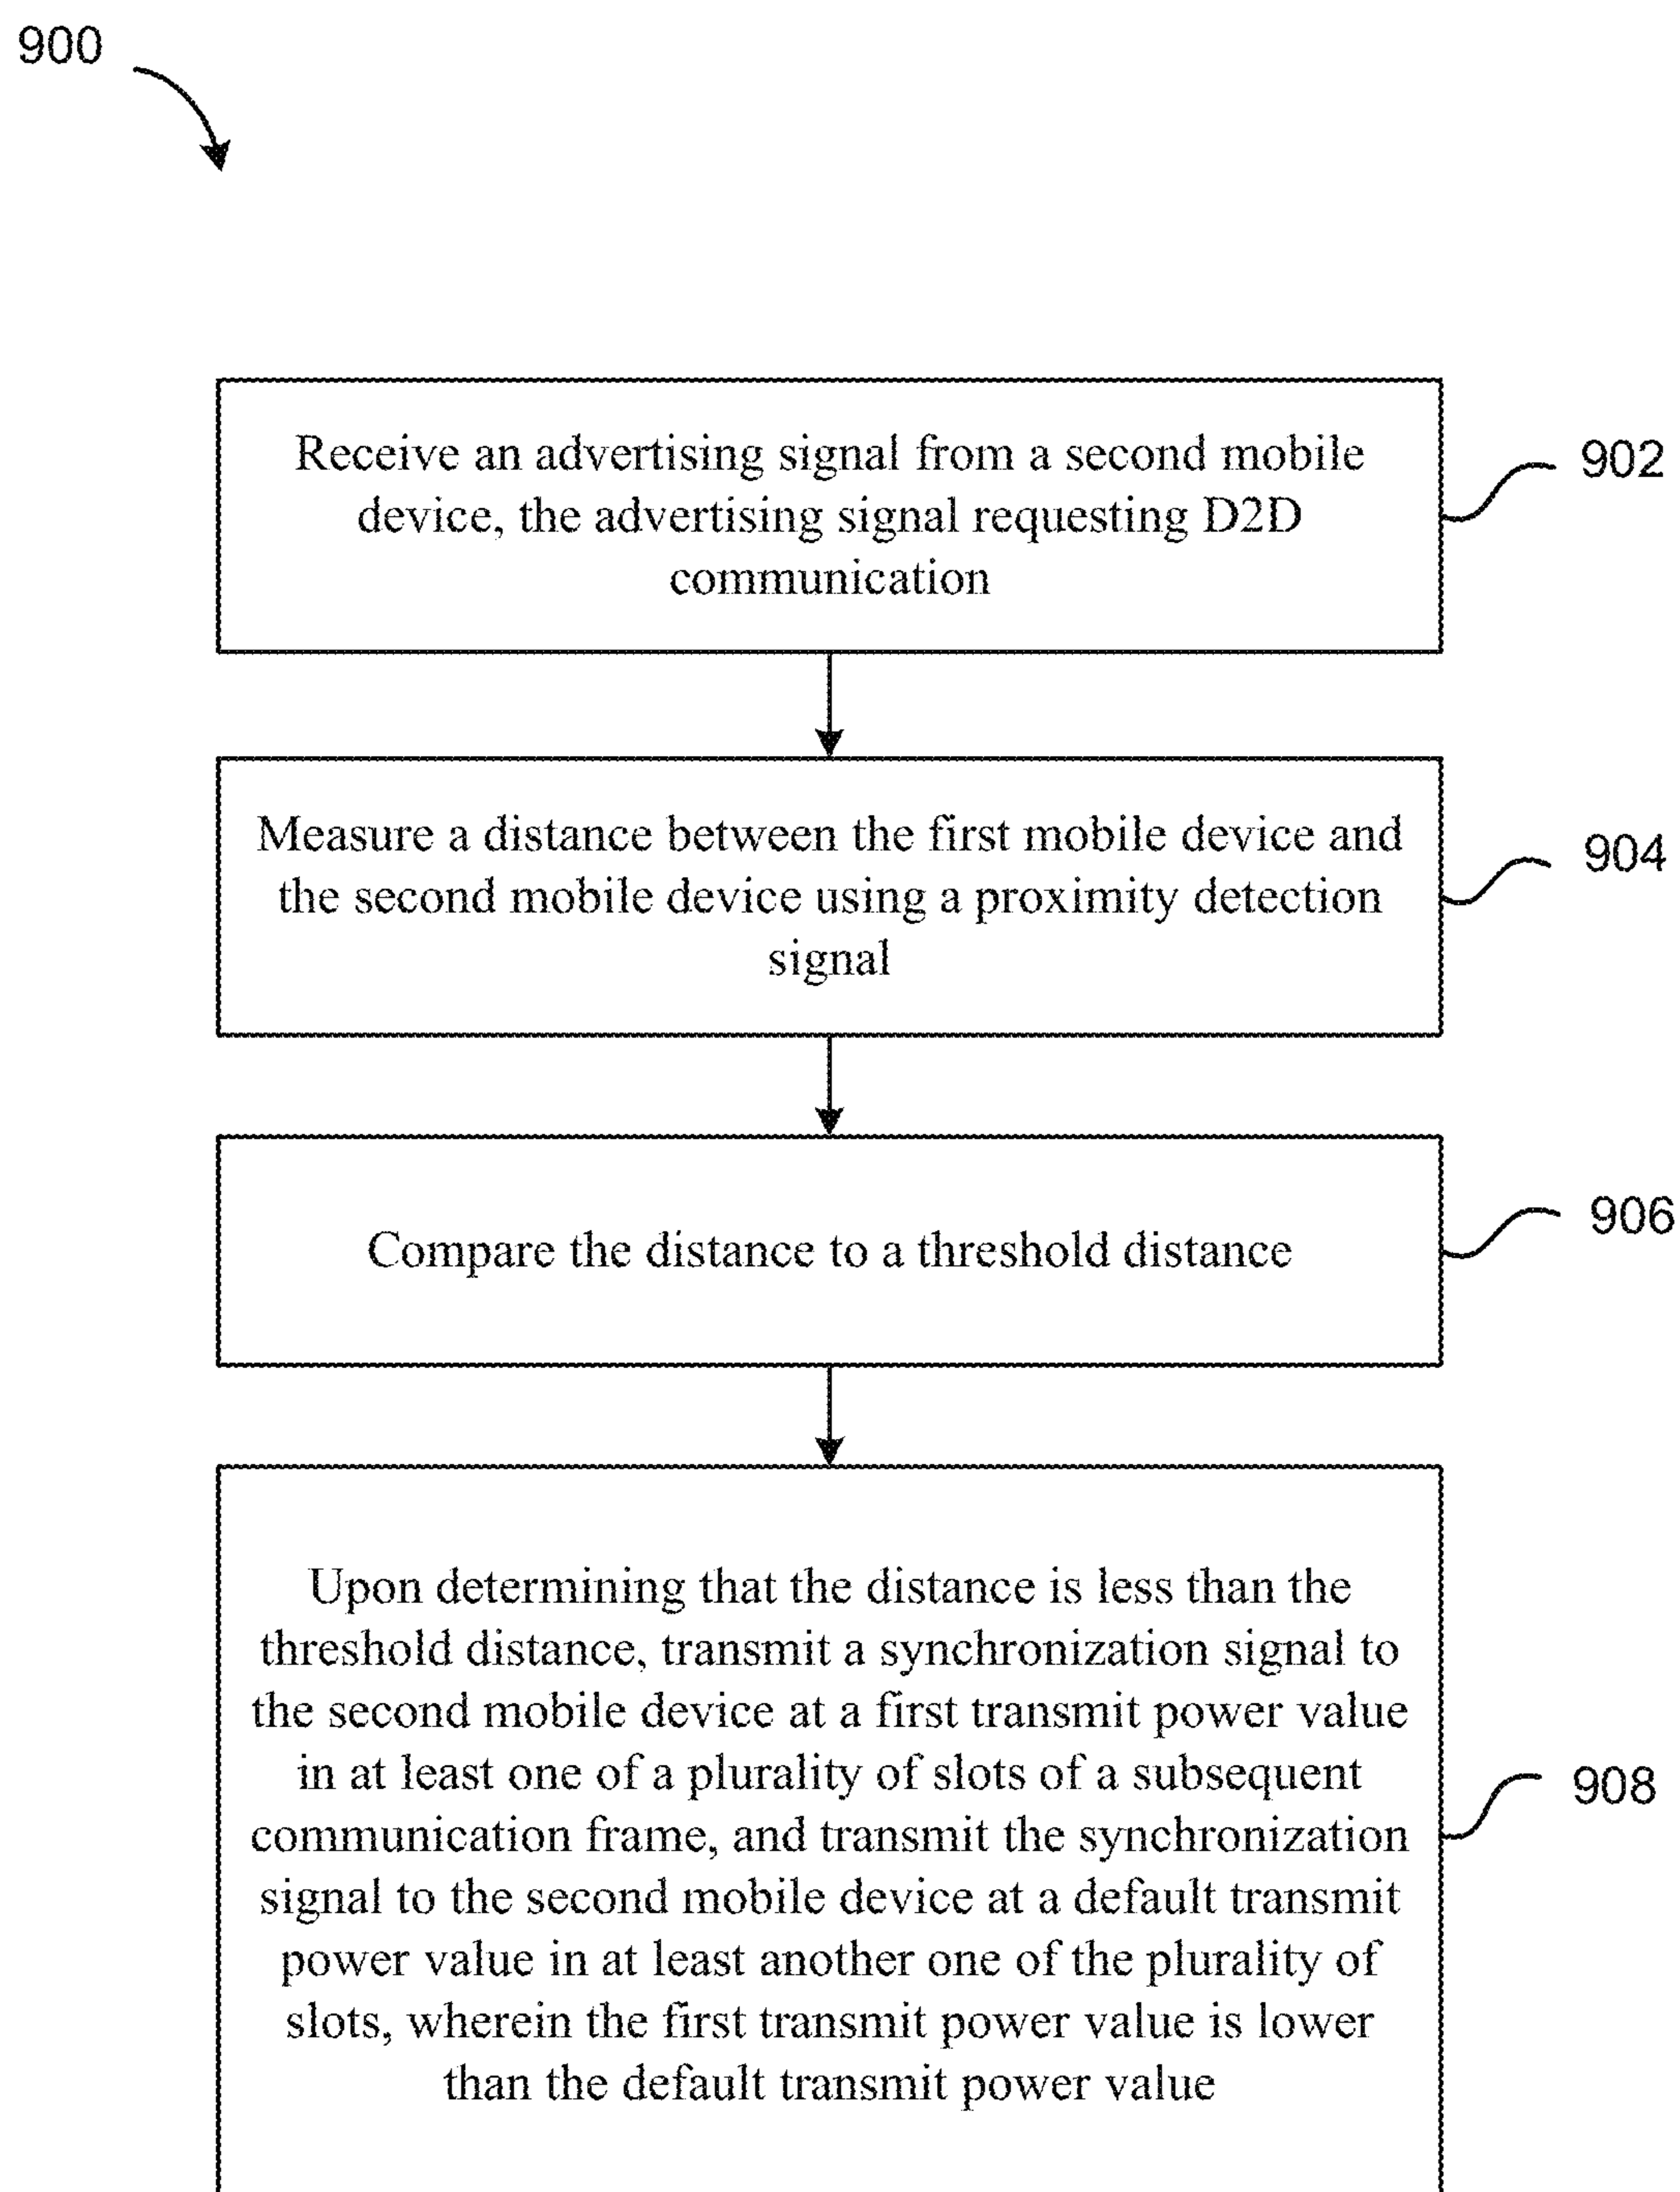 900
Receive an advertising signal from a second mobile
device, the advertising signal requesting D2D
communication
902
Measure a distance between the first mobile device and
the second mobile device using a proximity detection
signal
904
Compare the distance to a threshold distance
906
Upon determining that the distance is less than the
threshold distance, transmit a synchronization signal to
the second mobile device at a first transmit power value
in at least one of a plurality of slots of a subsequent
communication frame, and transmit the synchronization
signal to the second mobile device at a default transmit
power value in at least another one of the plurality of
slots, wherein the first transmit power value is lower
than the default transmit power value
908